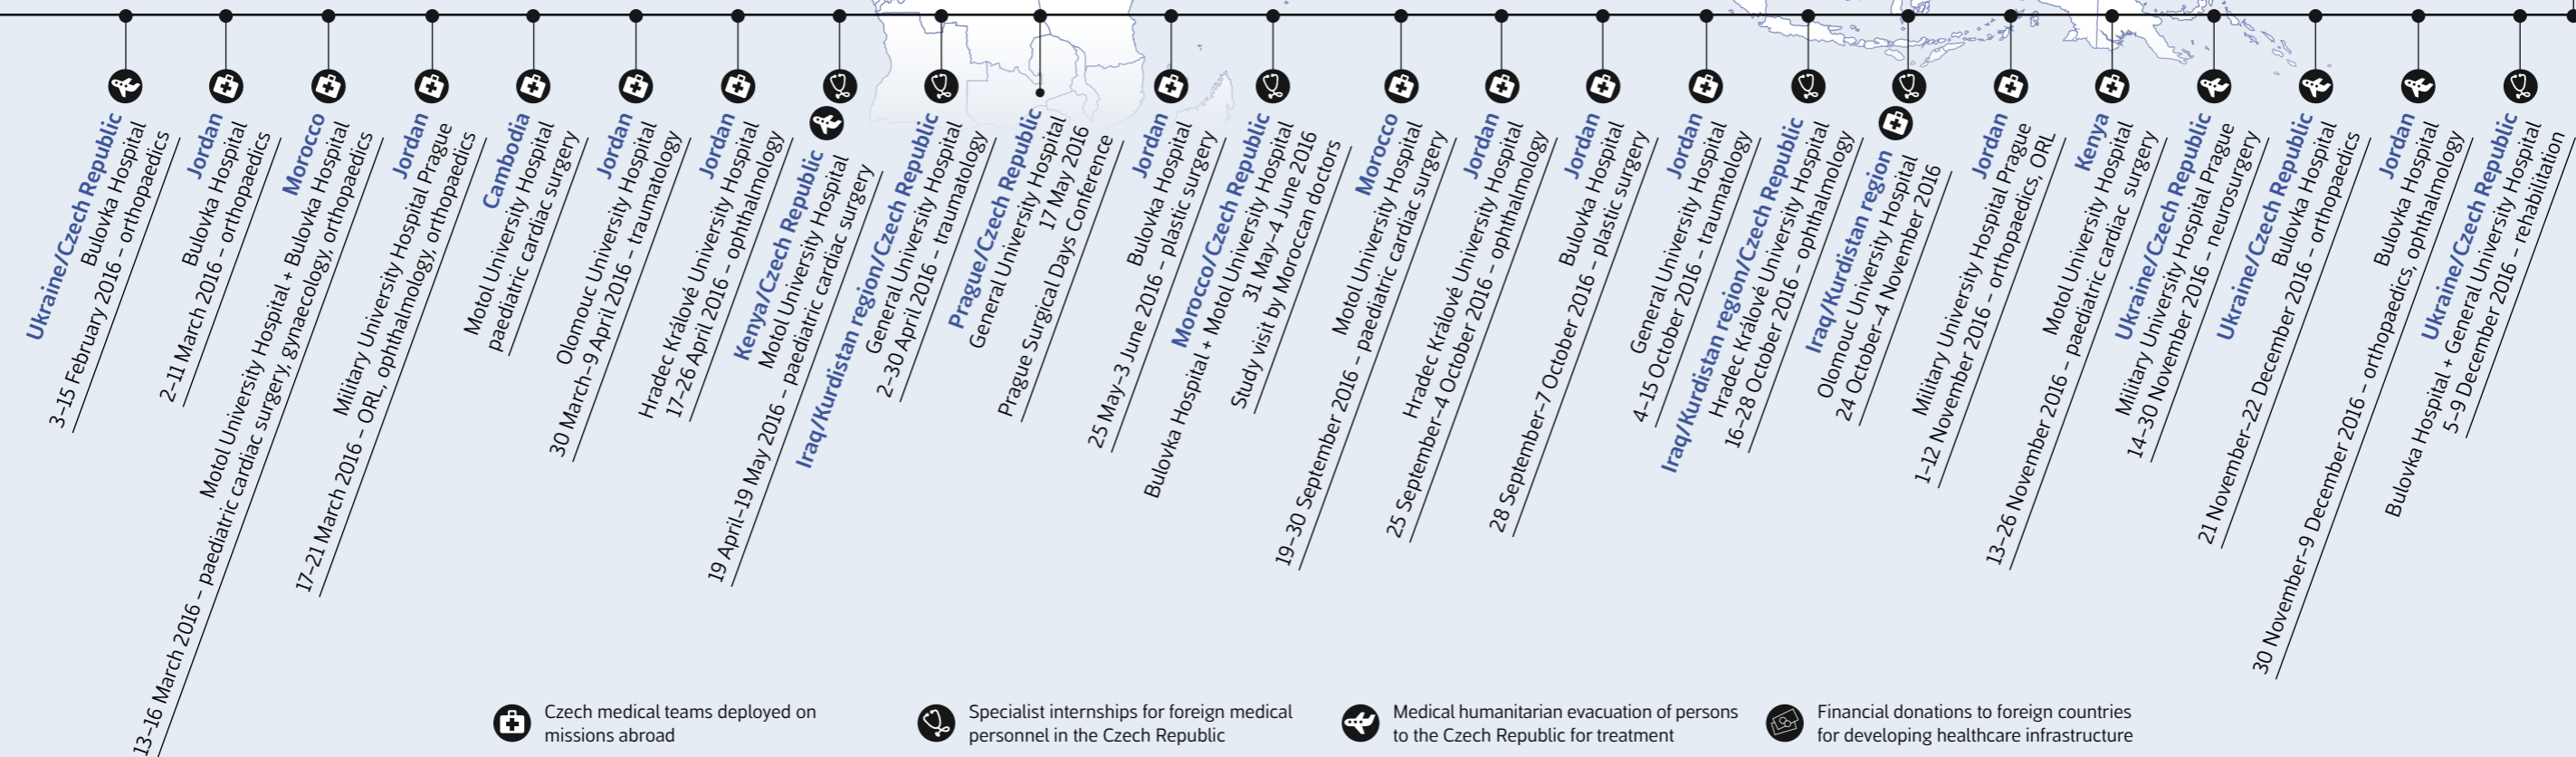 Ukraine/Czech Republic
Bulovka Hospital
3–15 February 2016 – orthopaedics
Jordan
Bulovka Hospital
2–11 March 2016 – orthopaedics
Morocco
Motol University Hospital + Bulovka Hospital
13–16 March 2016 – paediatric cardiac surgery, gynaecology, orthopaedics
Jordan
Military University Hospital Prague
17–21 March 2016 – ORL, ophthalmology, orthopaedics
Cambodia
Motol University Hospital
paediatric cardiac surgery
Jordan
Olomouc University Hospital
30 March–9 April 2016 – traumatology
Jordan
Hradec Králové University Hospital
17–26 April 2016 – ophthalmology
Kenya/Czech Republic
Motol University Hospital
19 April–19 May 2016 – paediatric cardiac surgery
Iraq/Kurdistan region/Czech Republic
General University Hospital
2–30 April 2016 – traumatology
Prague/Czech Republic
General University Hospital
17 May 2016
Prague Surgical Days Conference
Jordan
Bulovka Hospital
25 May–3 June 2016 – plastic surgery
Morocco/Czech Republic
Bulovka Hospital + Motol University Hospital
31 May–4 June 2016
Study visit by Moroccan doctors
Morocco
Motol University Hospital
19–30 September 2016 – paediatric cardiac surgery
Jordan
Hradec Králové University Hospital
25 September–4 October 2016 – ophthalmology
Jordan
Bulovka Hospital
28 September–7 October 2016 – plastic surgery
Jordan
General University Hospital
4–15 October 2016 – traumatology
Iraq/Kurdistan region/Czech Republic
Hradec Králové University Hospital
16–28 October 2016 – ophthalmology
Iraq/Kurdistan region
Olomouc University Hospital
24 October–4 November 2016
Jordan
Military University Hospital Prague
1–12 November 2016 – orthopaedics, ORL
Kenya
Motol University Hospital
13–26 November 2016 – paediatric cardiac surgery
Ukraine/Czech Republic
Military University Hospital Prague
14–30 November 2016 – neurosurgery
Ukraine/Czech Republic
Bulovka Hospital
21 November–22 December 2016 – orthopaedics
Jordan
Bulovka Hospital
30 November–9 December 2016 – orthopaedics, ophthalmology
Ukraine/Czech Republic
Bulovka Hospital + General University Hospital
5–9 December 2016 – rehabilitation
Czech medical teams deployed on
missions abroad
Specialist internships for foreign medical
personnel in the Czech Republic
Medical humanitarian evacuation of persons
to the Czech Republic for treatment
Financial donations to foreign countries
for developing healthcare infrastructure